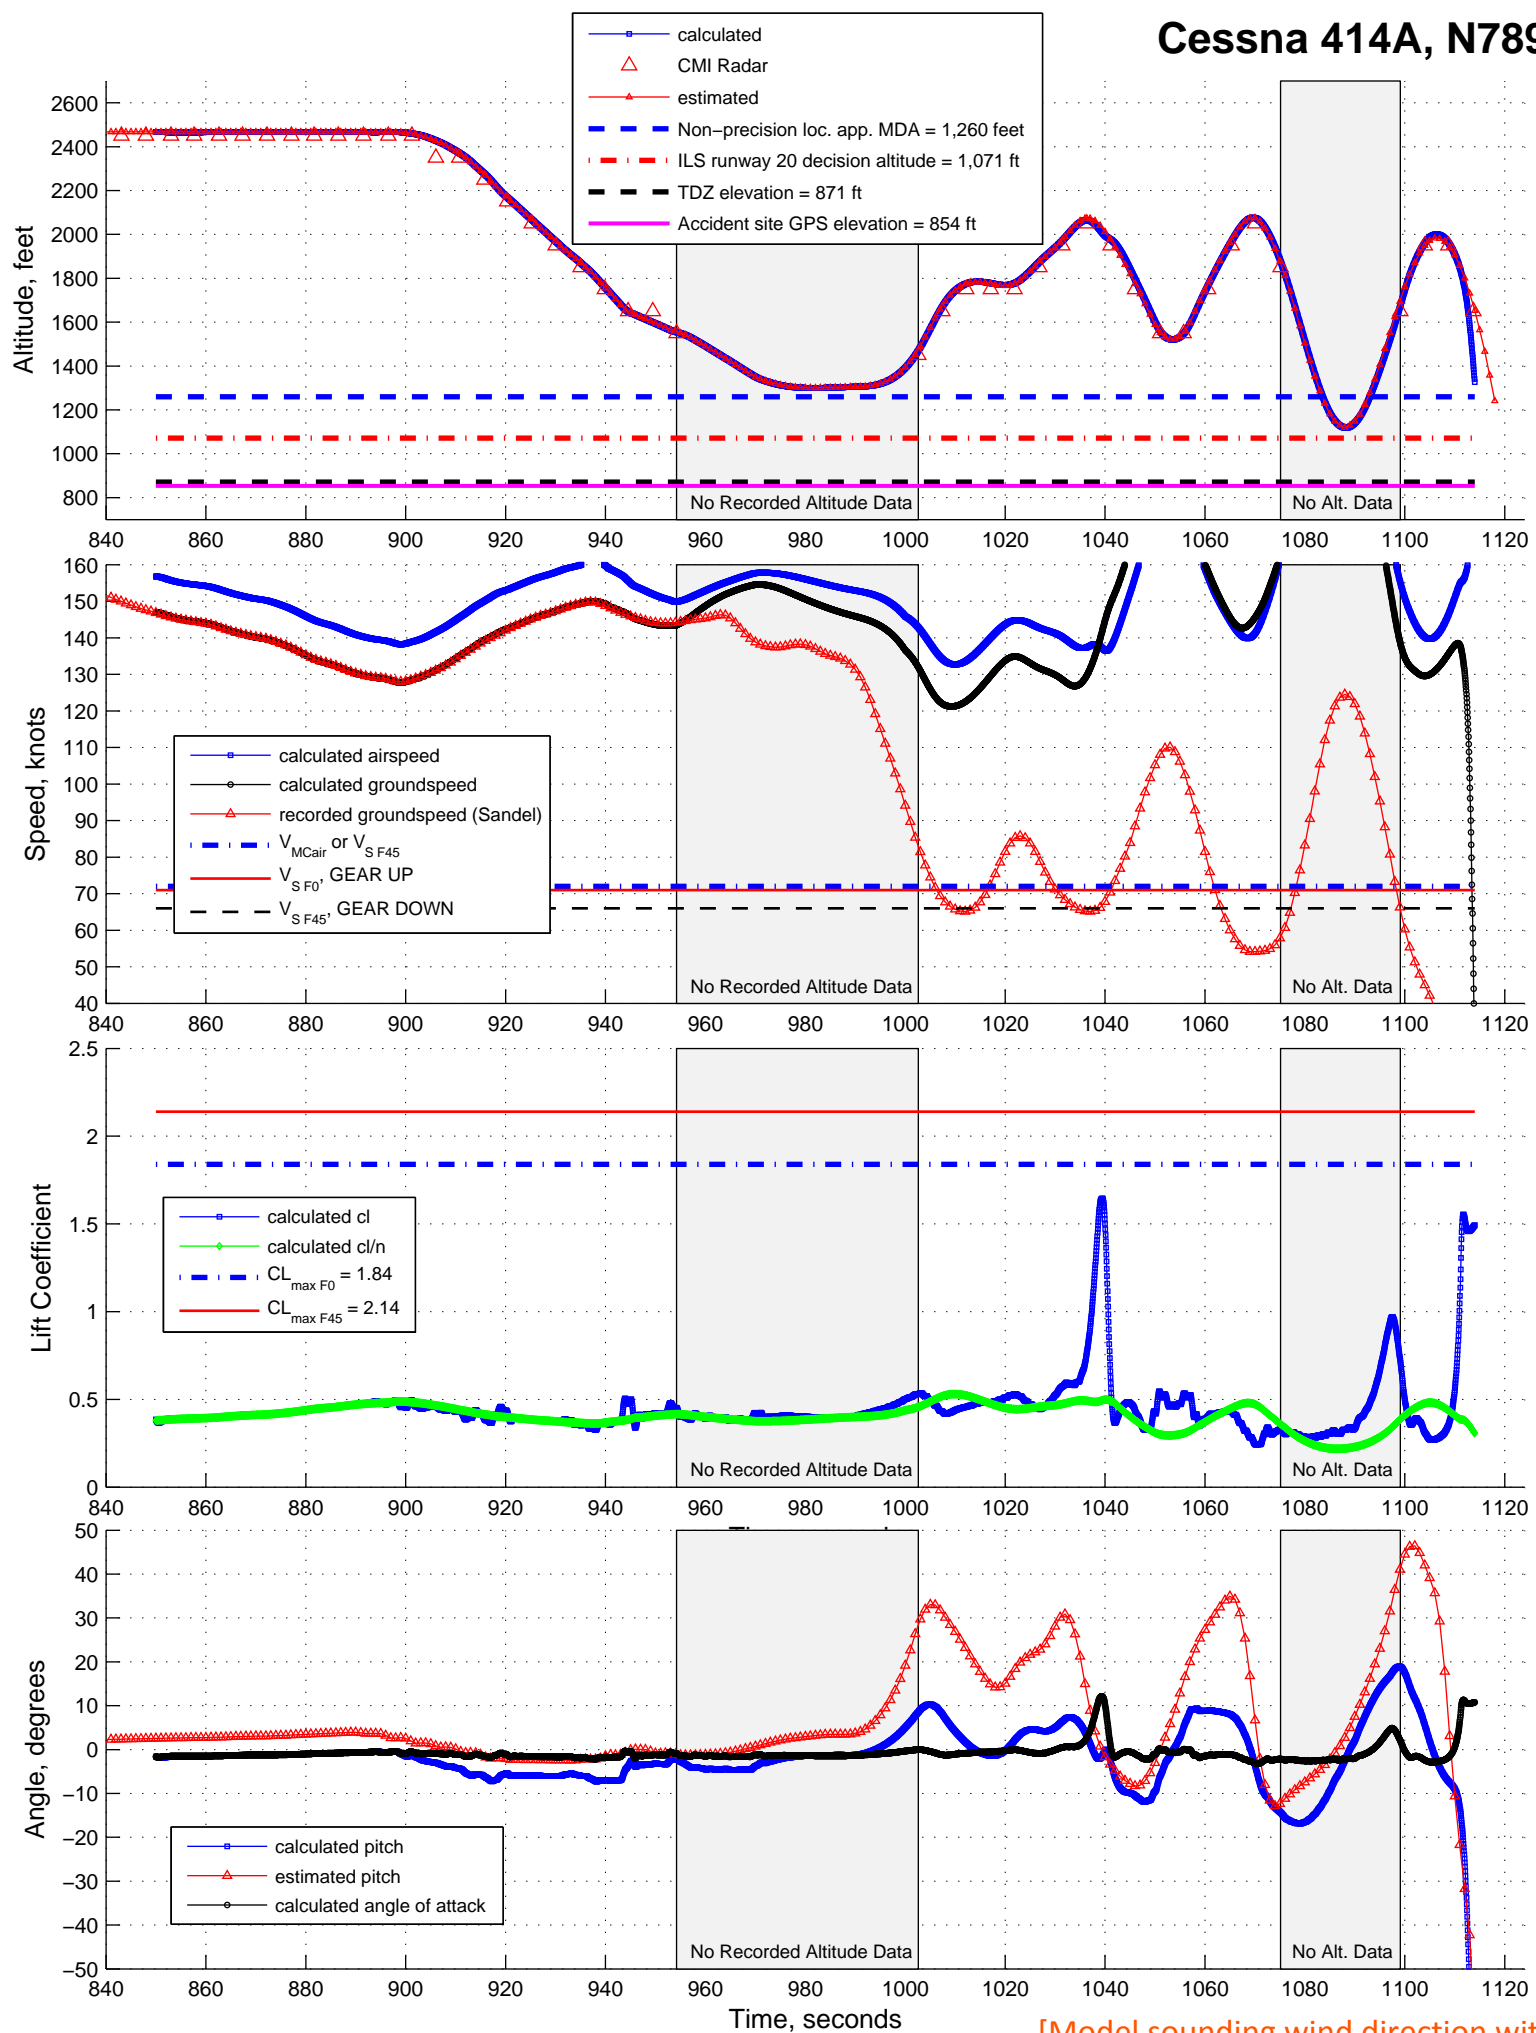 Cessna 414A, N789
calculated
CMI Radar
estimated
Non−precision loc. app. MDA = 1,260 feet
ILS runway 20 decision altitude = 1,071 ft
TDZ elevation = 871 ft
Accident site GPS elevation = 854 ft
Altitude, feet
2600
2400
2200
2000
1800
1600
1400
1200
1000
800
No Recorded Altitude Data
No Alt. Data
840 860 880 900 920 940 960 980 1000 1020 1040 1060 1080 1100 1120
Speed, knots
160
150
140
130
120
110
100
90
80
70
60
50
40
calculated airspeed
calculated groundspeed
recorded groundspeed (Sandel)
VMCair or VS F45
VS F0, GEAR UP
VS F45, GEAR DOWN
No Recorded Altitude Data
No Alt. Data
840 860 880 900 920 940 960 980 1000 1020 1040 1060 1080 1100 1120
Lift Coefficient
2.5
2
1.5
1
0.5
0
calculated cl
calculated cl/n
CLmax F0 = 1.84
CLmax F45 = 2.14
No Recorded Altitude Data
No Alt. Data
840 860 880 900 920 940 960 980 1000 1020 1040 1060 1080 1100 1120
Angle, degrees
50
40
30
20
10
0
−10
−20
−30
−40
−50
calculated pitch
estimated pitch
calculated angle of attack
No Recorded Altitude Data
No Alt. Data
840 860 880 900 920 940 960 980 1000 1020 1040 1060 1080 1100 1120
Time, seconds
[Model sounding wind direction wit